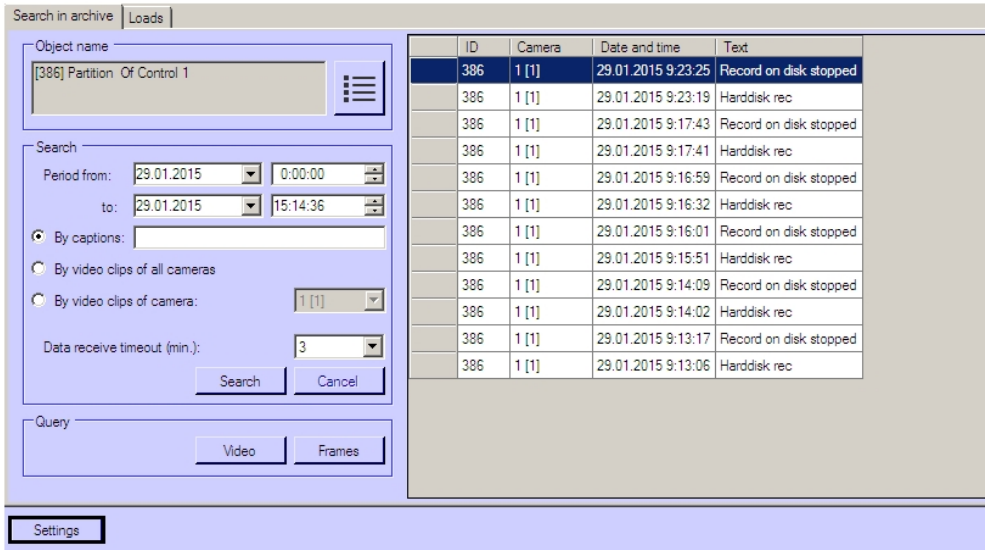 Search in archive Loads
Object name
[386] Partition Of Control 1
Search
Period from: 29.01.2015 0:00:00
to: 29.01.2015 15:14:36
By captions:
By video clips of all cameras
By video clips of camera: 1 [1]
Data receive timeout (min.): 3
Search Cancel
Query
Video Frames
ID Camera Date and time Text
386 1 [1] 29.01.2015 9:23:25 Record on disk stopped
386 1 [1] 29.01.2015 9:23:19 Harddisk rec
386 1 [1] 29.01.2015 9:17:43 Record on disk stopped
386 1 [1] 29.01.2015 9:17:41 Harddisk rec
386 1 [1] 29.01.2015 9:16:59 Record on disk stopped
386 1 [1] 29.01.2015 9:16:32 Harddisk rec
386 1 [1] 29.01.2015 9:16:01 Record on disk stopped
386 1 [1] 29.01.2015 9:15:51 Harddisk rec
386 1 [1] 29.01.2015 9:14:09 Record on disk stopped
386 1 [1] 29.01.2015 9:14:02 Harddisk rec
386 1 [1] 29.01.2015 9:13:17 Record on disk stopped
386 1 [1] 29.01.2015 9:13:06 Harddisk rec
Settings